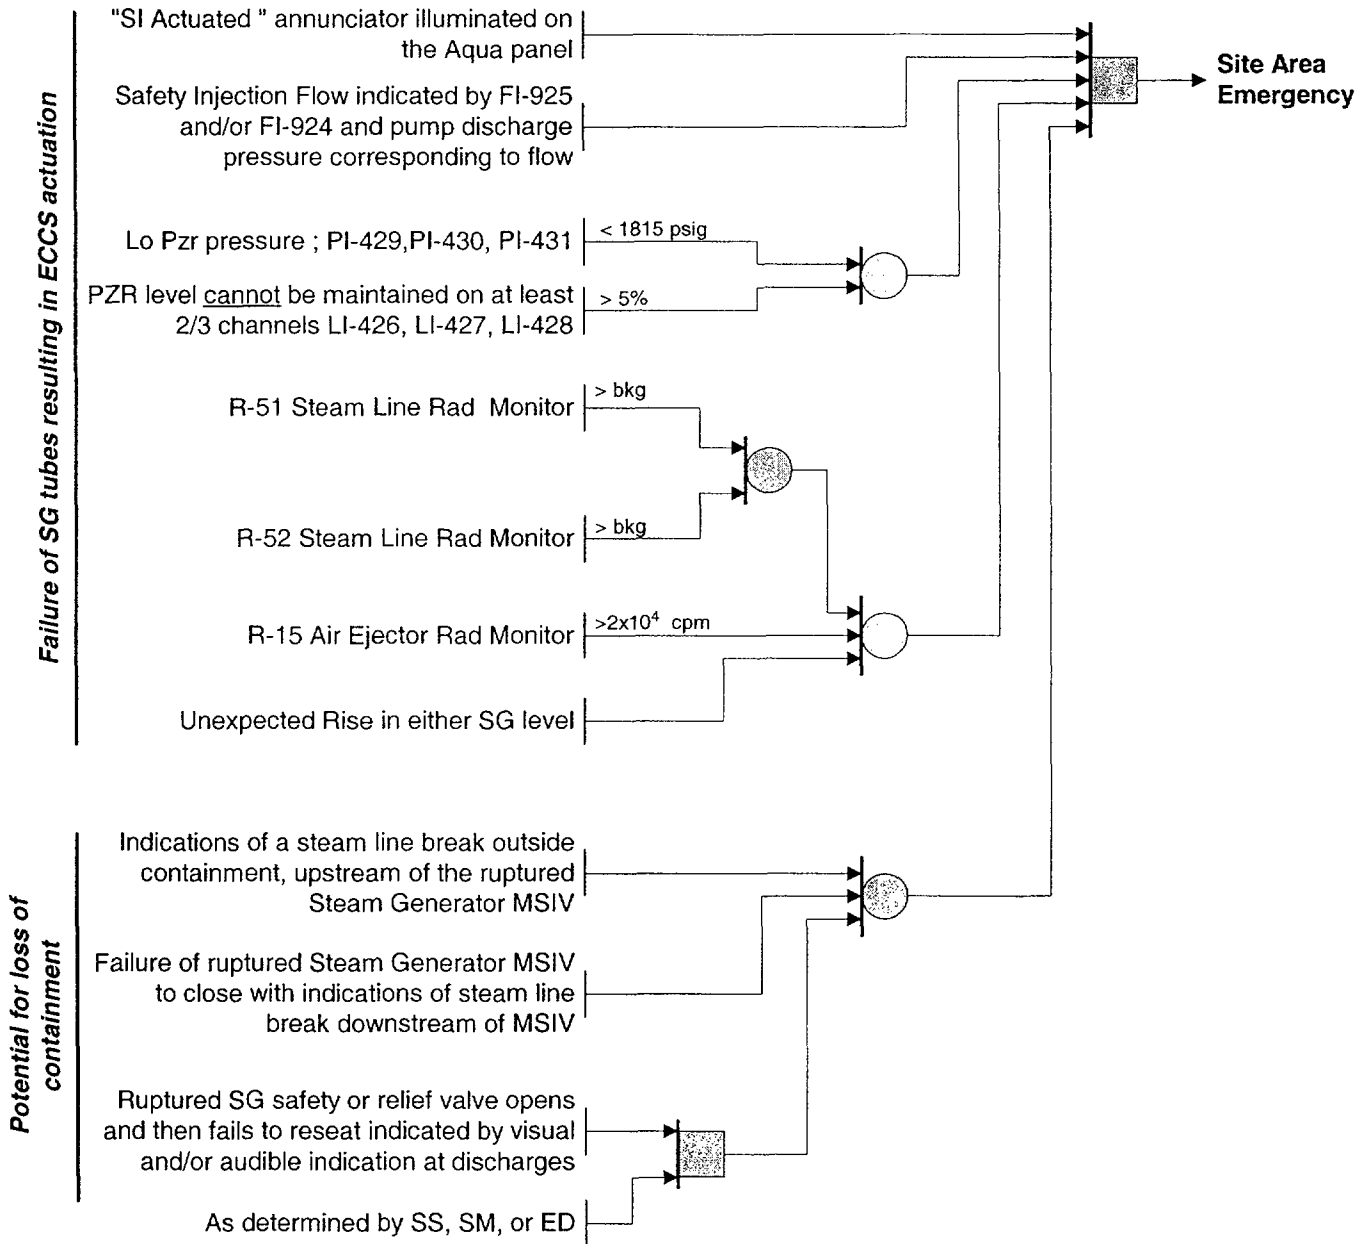 "SI Actuated " annunciator illuminated on
the Aqua panel
Site Area
Emergency
Failure of SG tubes resulting in ECCS actuation
Safety Injection Flow indicated by FI-925
and/or FI-924 and pump discharge
pressure corresponding to flow
Lo Pzr pressure ; PI-429,PI-430, PI-431
< 1815 psig
PZR level cannot be maintained on at least
2/3 channels LI-426, LI-427, LI-428
> 5%
R-51 Steam Line Rad Monitor
> bkg
R-52 Steam Line Rad Monitor
> bkg
R-15 Air Ejector Rad Monitor
>2x10⁴ cpm
Unexpected Rise in either SG level
Potential for loss of
containment
Indications of a steam line break outside
containment, upstream of the ruptured
Steam Generator MSIV
Failure of ruptured Steam Generator MSIV
to close with indications of steam line
break downstream of MSIV
Ruptured SG safety or relief valve opens
and then fails to reseat indicated by visual
and/or audible indication at discharges
As determined by SS, SM, or ED